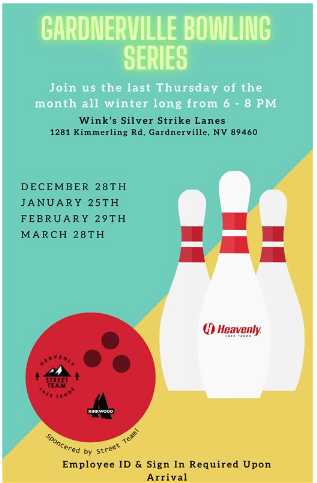 GARDNERVILLE BOWLING
SERIES
Join us the last Thursday of the
month all winter long from 6 - 8 PM
Wink's Silver Strike Lanes
1281 Kimmerling Rd, Gardnerville, NV 89460
DECEMBER 28TH
JANUARY 25TH
FEBRUARY 29TH
MARCH 28TH
Heavenly
LAKE TAHOE
HEAVENLY
STREET
TEAM
LAKE TAHOE
KIRKWOOD
Sponcered by Street Team!
Employee ID & Sign In Required Upon
Arrival